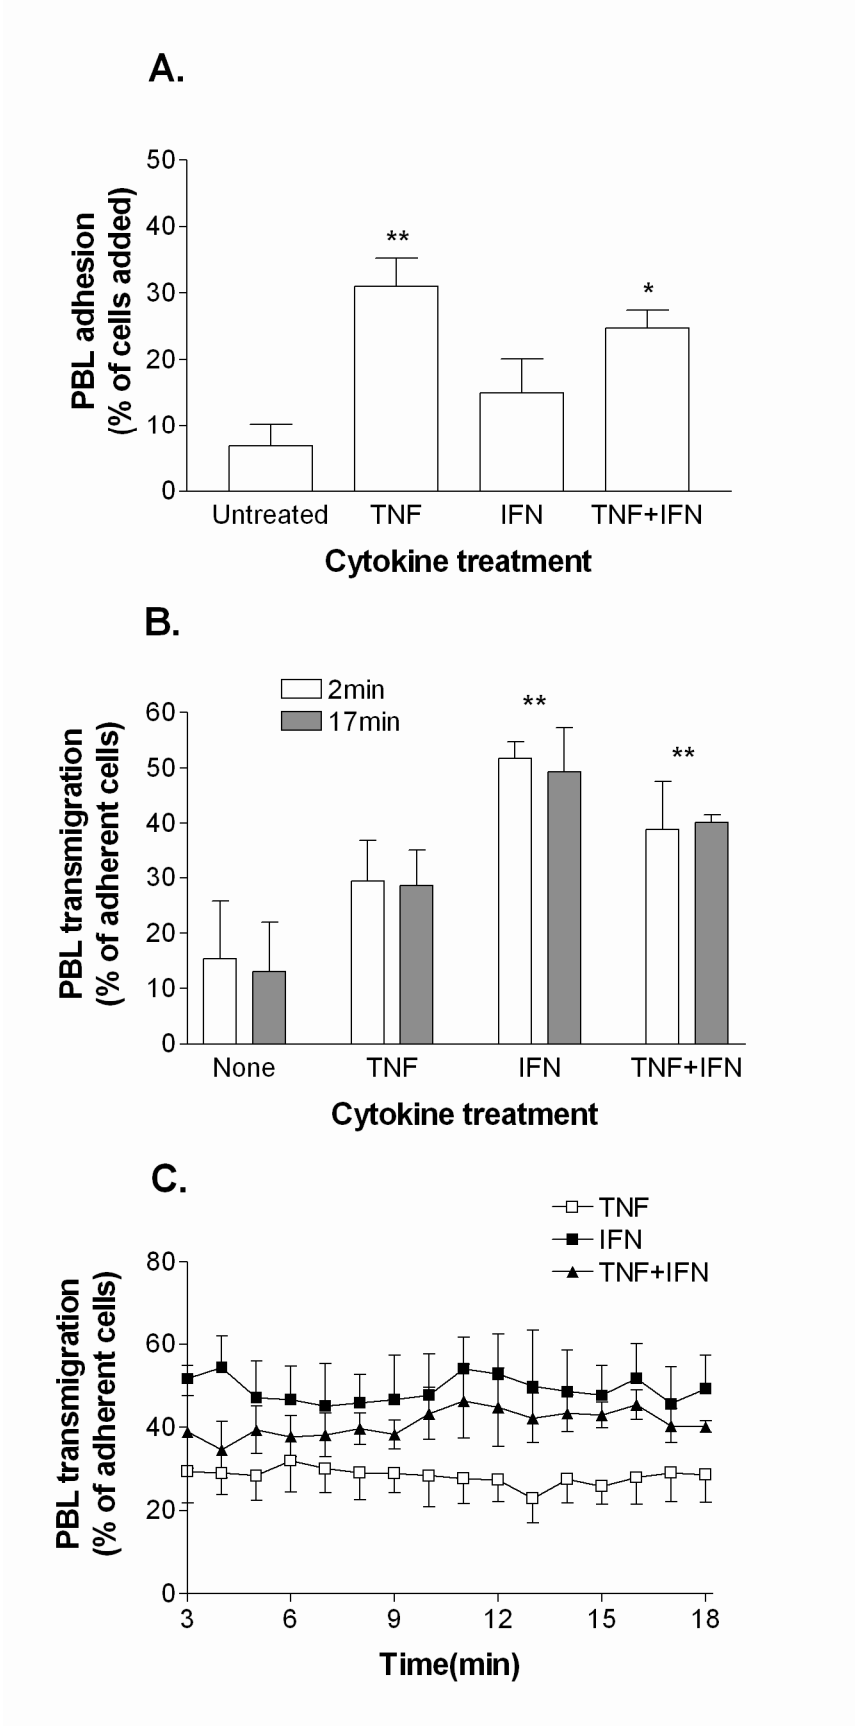 A.
50
40
30
20
10
0
PBL adhesion
(% of cells added)
**
*
Untreated TNF IFN TNF+IFN
Cytokine treatment
B.
2min
17min
60
50
40
30
20
10
0
PBL transmigration
(% of adherent cells)
**
**
None TNF IFN TNF+IFN
Cytokine treatment
C.
TNF
IFN
TNF+IFN
80
60
40
20
0
PBL transmigration
(% of adherent cells)
3 6 9 12 15 18
Time(min)